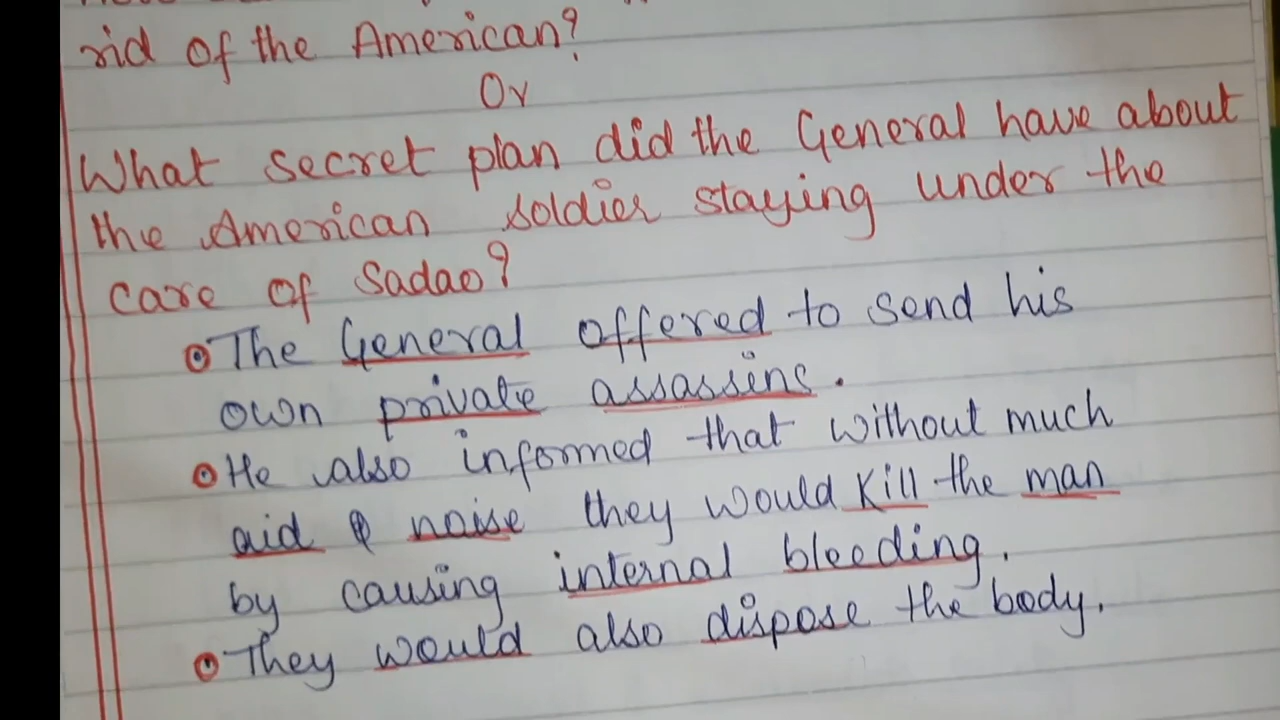 rid of the American?
Or
What secret plan did the General have about
the American soldier staying under the
care of Sadao?
The General offered to send his
own private assassins.
He also informed that without much
aid & noise they would kill the man
by causing internal bleeding.
They would also dispose the body.